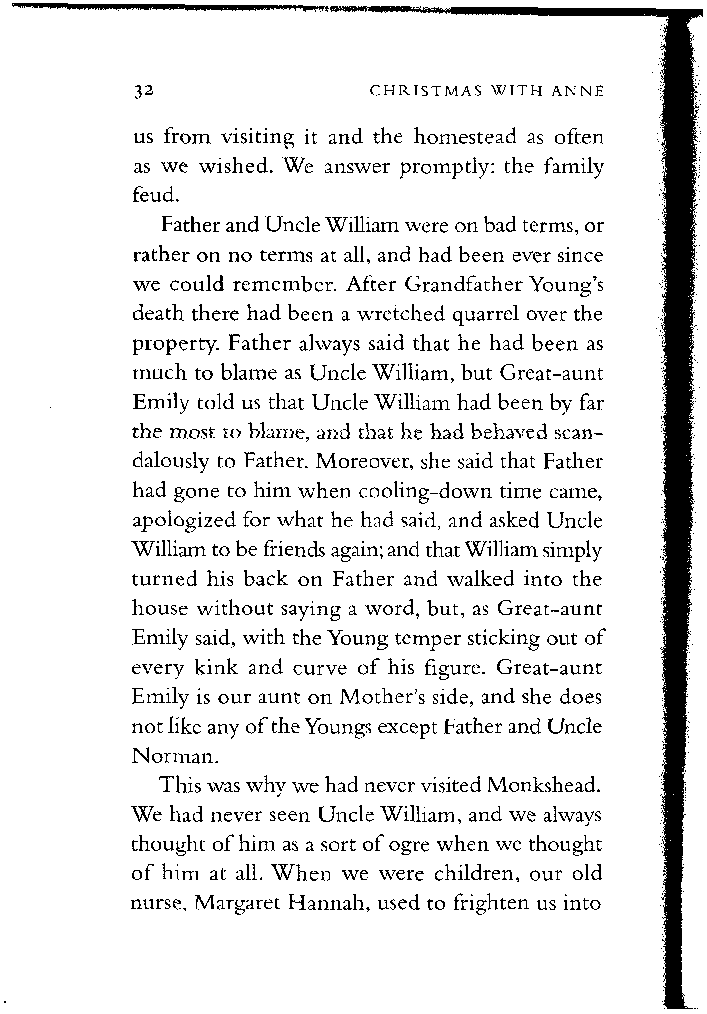 32 CHRISTMAS WITH ANNE
us from visiting it and the homestead as often
as we wished. We answer promptly: the family
feud.
Father and Uncle William were on bad terms, or
rather on no terms at all, and had been ever since
we could remember. After Grandfather Young's
death there had been a wretched quarrel over the
property. Father always said that he had been as
much to blame as Uncle William, but Great-aunt
Emily told us that Uncle William had been by far
the most to blame, and that he had behaved scan-
dalously to Father. Moreover, she said that Father
had gone to him when cooling-down time came,
apologized for what he had said, and asked Uncle
William to be friends again; and that William simply
turned his back on Father and walked into the
house without saying a word, but, as Great-aunt
Emily said, with the Young temper sticking out of
every kink and curve of his figure. Great-aunt
Emily is our aunt on Mother's side, and she does
not like any of the Youngs except Father and Uncle
Norman.
This was why we had never visited Monkshead.
We had never seen Uncle William, and we always
thought of him as a sort of ogre when we thought
of him at all. When we were children, our old
nurse, Margaret Hannah, used to frighten us into